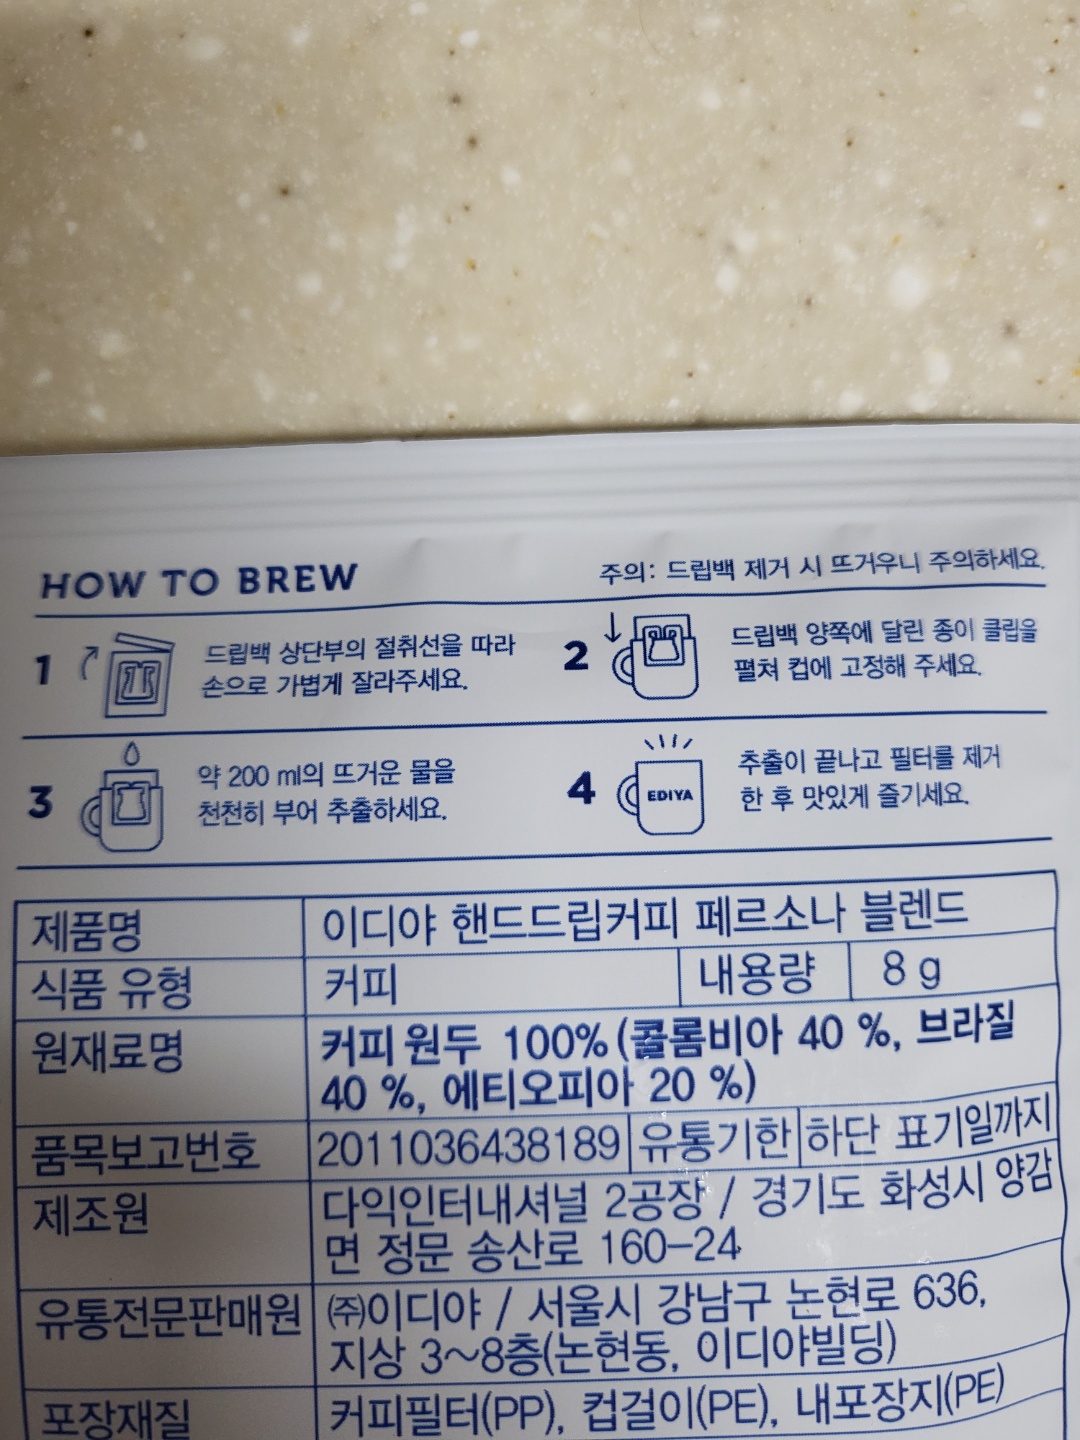 HOW TO BREW
주의: 드립백 제거 시 뜨거우니 주의하세요.
1
드립백 상단부의 절취선을 따라
손으로 가볍게 잘라주세요.
2
드립백 양쪽에 달린 종이 클립을
펼쳐 컵에 고정해 주세요.
3
약 200 ml의 뜨거운 물을
천천히 부어 추출하세요.
4
EDIYA
추출이 끝나고 필터를 제거
한 후 맛있게 즐기세요.
제품명 이디야 핸드드립커피 페르소나 블렌드
식품 유형 커피 내용량 8 g
원재료명 커피원두 100%(콜롬비아 40 %, 브라질
40 %, 에티오피아 20 %)
품목보고번호 2011036438189 유통기한 하단 표기일까지
제조원 다익인터내셔널 2공장 / 경기도 화성시 양감
면 정문 송산로 160-24
유통전문판매원 ㈜이디야 / 서울시 강남구 논현로 636,
지상 3~8층(논현동, 이디야빌딩)
포장재질 커피필터(PP), 컵걸이(PE), 내포장지(PE)